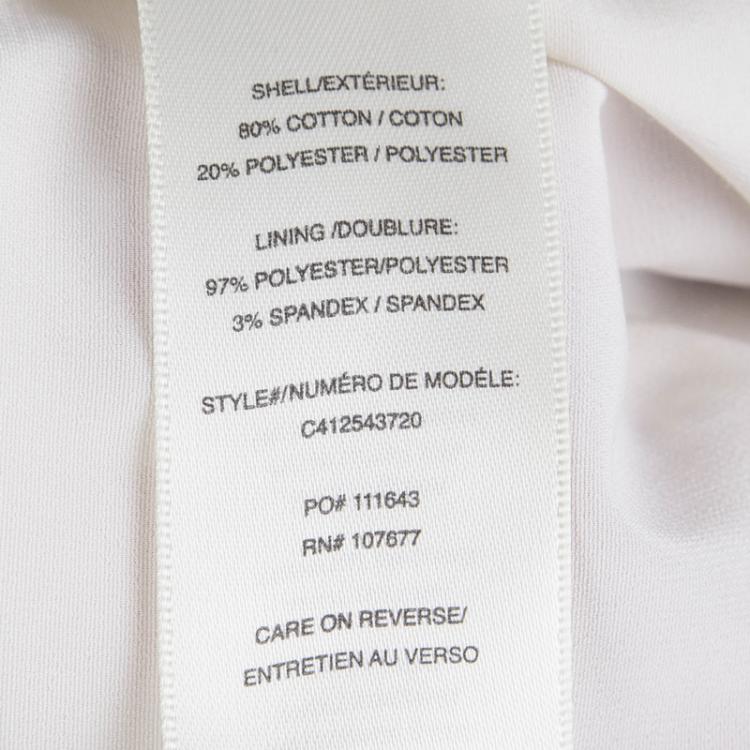 SHELL/EXTÉRIEUR:
80% COTTON / COTON
20% POLYESTER / POLYESTER
LINING /DOUBLURE:
97% POLYESTER/POLYESTER
3% SPANDEX / SPANDEX
STYLE#/NUMÉRO DE MODÉLE:
C412543720
PO# 111643
RN# 107677
CARE ON REVERSE/
ENTRETIEN AU VERSO